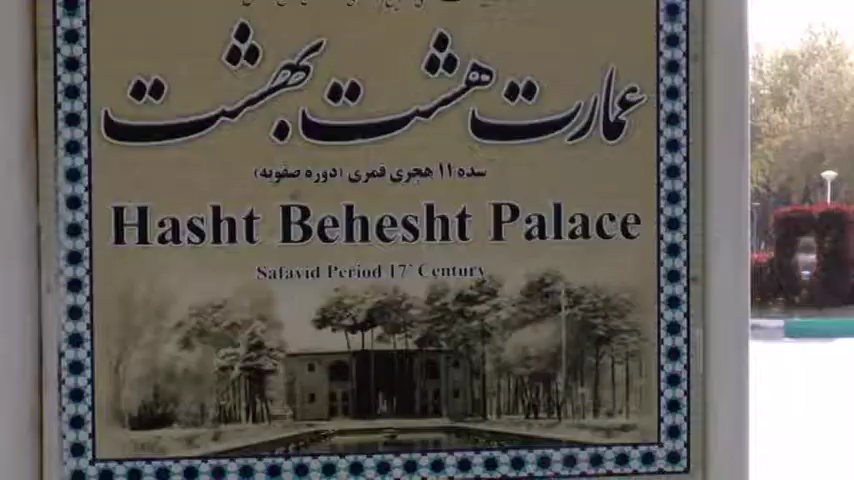 عمارت هشت بهشت
سده ۱۱ هجری قمری (دوره صفویه)
Hasht Behesht Palace
Safavid Period 17' Century